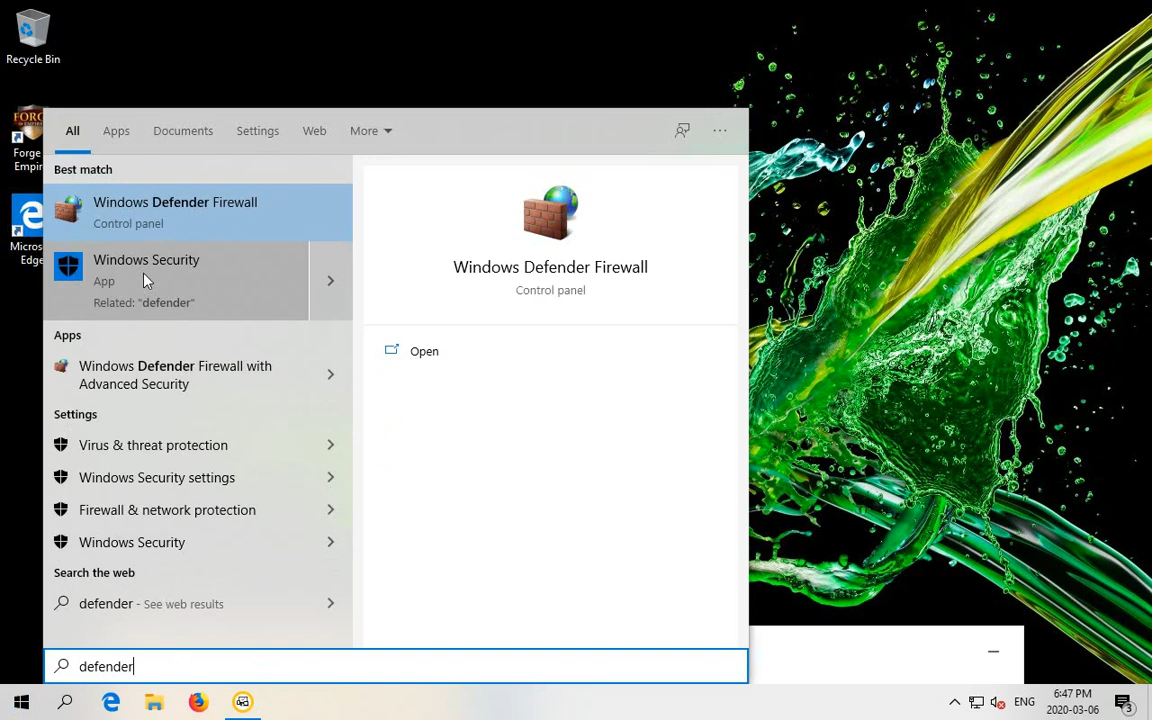 Recycle Bin
FORGE
Forge
Empir
Micros
Edge
All
Apps
Documents
Settings
Web
More
Best match
Windows Defender Firewall
Control panel
Windows Security
App
Related: "defender"
Apps
Windows Defender Firewall with
Advanced Security
Settings
Virus & threat protection
Windows Security settings
Firewall & network protection
Windows Security
Search the web
defender - See web results
defender
Windows Defender Firewall
Control panel
Open
ENG
6:47 PM
2020-03-06
3